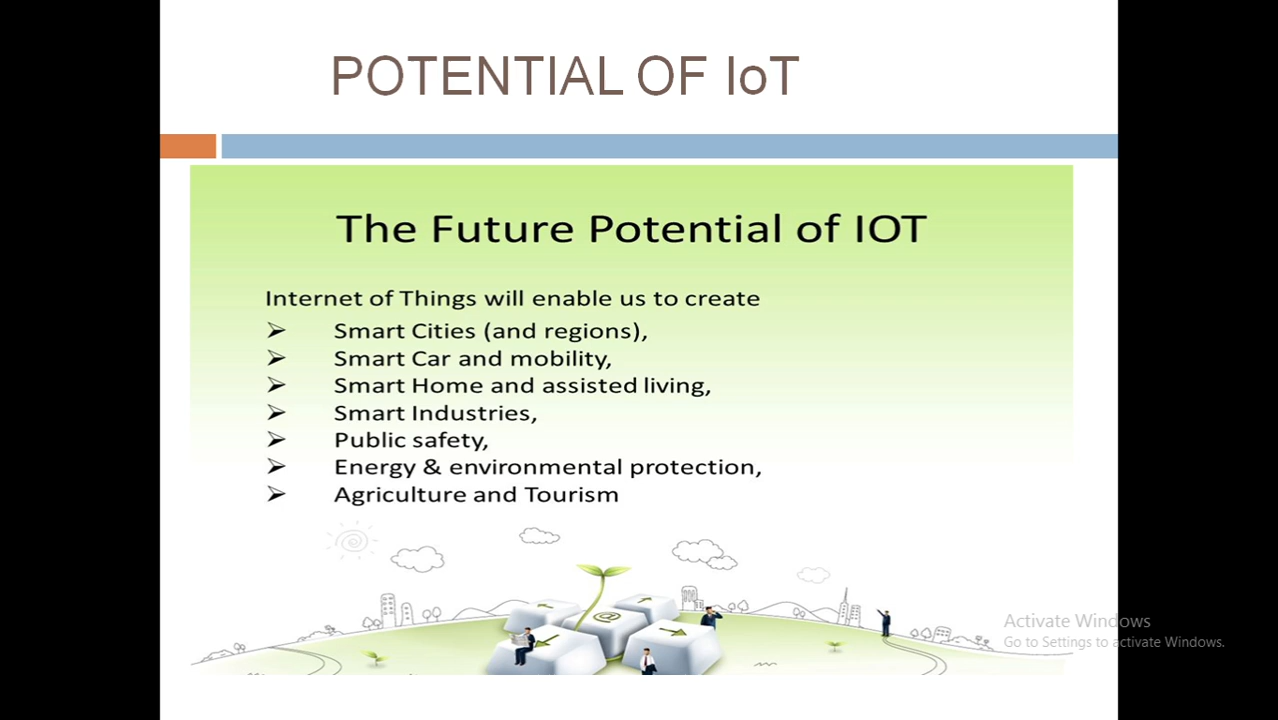 POTENTIAL OF IoT
The Future Potential of IOT
Internet of Things will enable us to create
➢ Smart Cities (and regions),
➢ Smart Car and mobility,
➢ Smart Home and assisted living,
➢ Smart Industries,
➢ Public safety,
➢ Energy & environmental protection,
➢ Agriculture and Tourism
@
Activate Windows
Go to Settings to activate Windows.